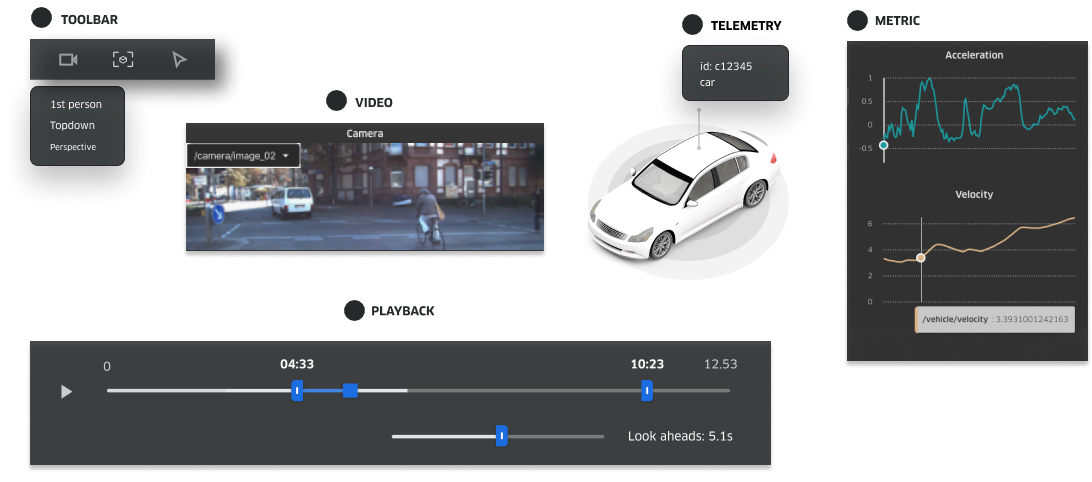 TOOLBAR
1st person
Topdown
Perspective
VIDEO
Camera
/camera/image_02
TELEMETRY
id: c12345
car
METRIC
Acceleration
1
0.5
0
-0.5
Velocity
6
4
2
0
/vehicle/velocity : 3.3931001242163
PLAYBACK
0
04:33
10:23
12.53
Look aheads: 5.1s